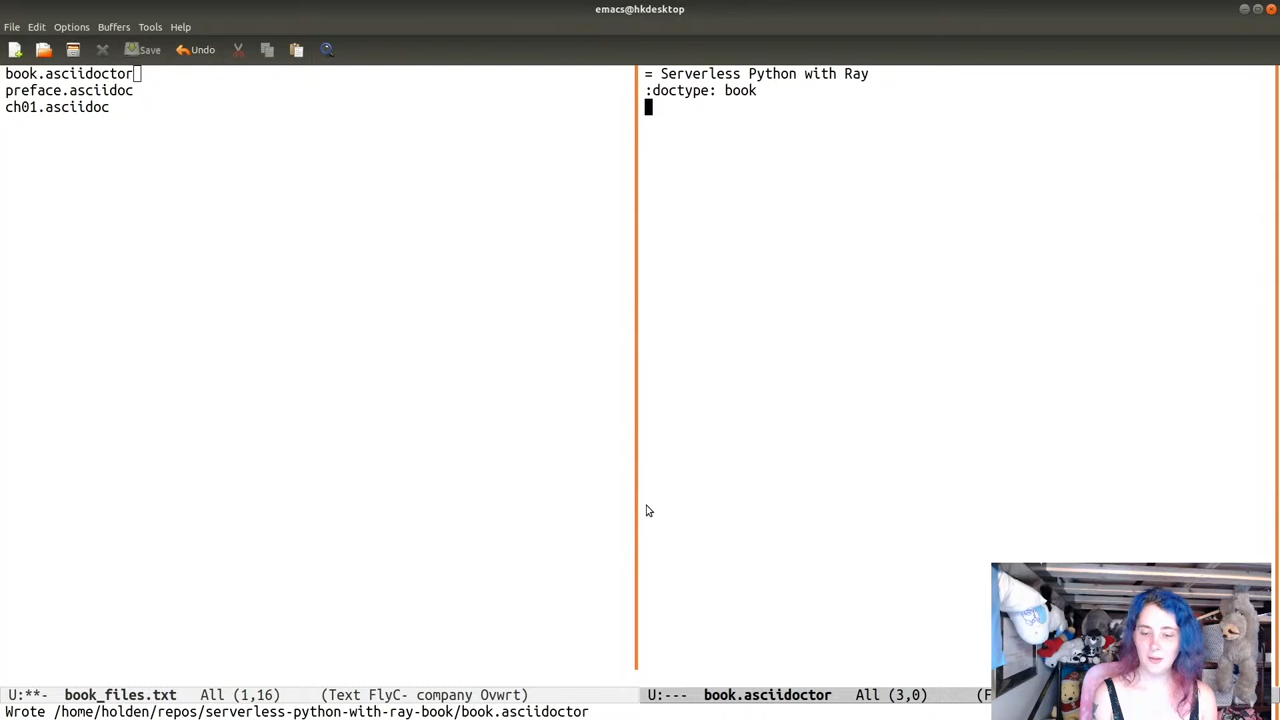 emacs@hkdesktop
File Edit Options Buffers Tools Help
Save Undo
book.asciidoctor
preface.asciidoc
ch01.asciidoc
= Serverless Python with Ray
:doctype: book
U:**- book_files.txt All (1,16) (Text FlyC- company Ovwrt)
U:--- book.asciidoctor All (3,0) (F
Wrote /home/holden/repos/serverless-python-with-ray-book/book.asciidoctor